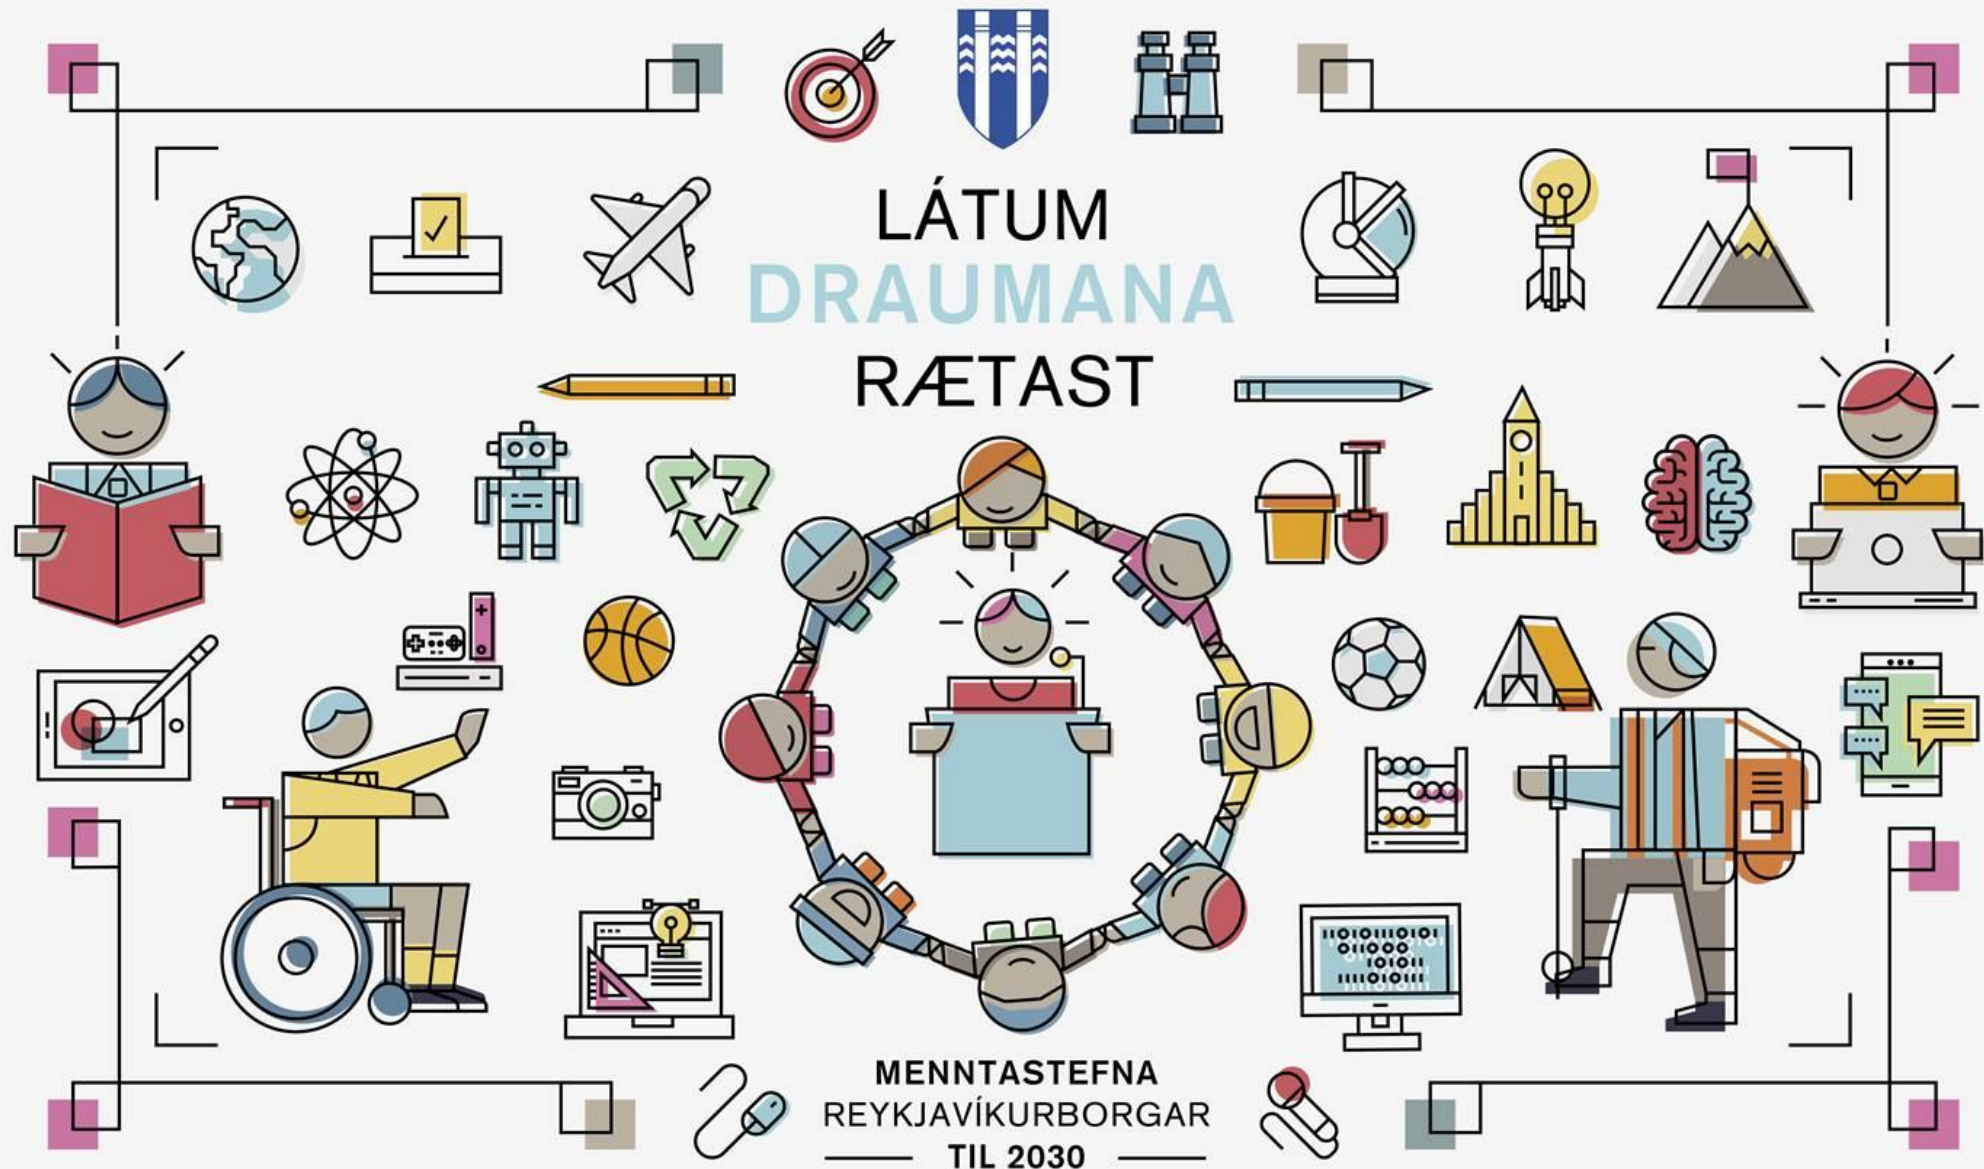 LÁTUM
DRAUMANA
RÆTAST
MENNTASTEFNA
REYKJAVÍKURBORGAR
TIL 2030